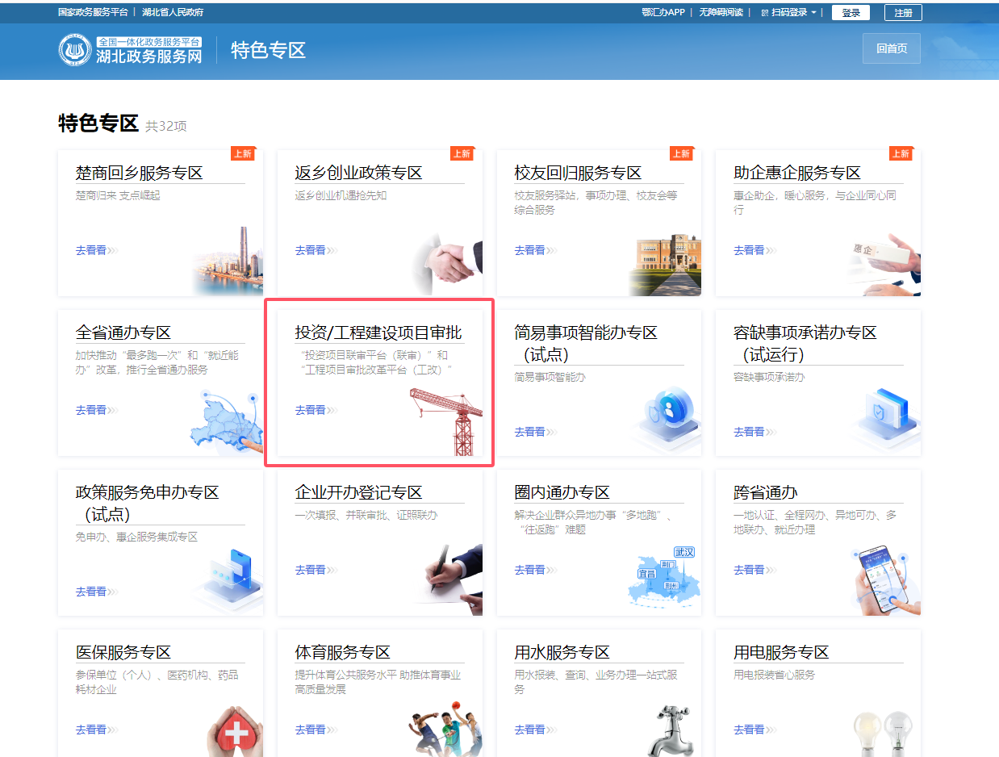 国家政务服务平台 | 湖北省人民政府
鄂汇办APP | 无障碍阅读 | 扫码登录 | 登录 注册
全国一体化政务服务平台
湖北政务服务网
特色专区
回首页
特色专区 共32项
上新
楚商回乡服务专区
楚商归来 支点崛起
去看看
上新
返乡创业政策专区
返乡创业机遇抢先知
去看看
上新
校友回归服务专区
校友服务驿站，事项办理、校友会等
综合服务
去看看
上新
助企惠企服务专区
惠企助企，暖心服务，与企业同心同
行
去看看
惠企
全省通办专区
加快推动“最多跑一次”和“就近能
办”改革，推行全省通办服务
去看看
投资/工程建设项目审批
“投资项目联审平台（联审）”和
“工程项目审批改革平台（工改）”
去看看
简易事项智能办专区
（试点）
简易事项智能办
去看看
容缺事项承诺办专区
（试运行）
容缺事项承诺办
去看看
政策服务免申办专区
（试点）
免申办、惠企服务集成专区
去看看
企业开办登记专区
一次填报、并联审批、证照联办
去看看
圈内通办专区
解决企业群众异地办事“多地跑”、
“往返跑”难题
去看看
武汉
荆门
宜昌
荆州
跨省通办
一地认证、全程网办、异地可办、多
地联办、就近办理
去看看
医保服务专区
参保单位（个人）、医药机构、药品
耗材企业
去看看
体育服务专区
提升体育公共服务水平 助推体育事业
高质量发展
去看看
用水服务专区
用水报装、查询、业务办理一站式服
务
去看看
用电服务专区
用电报装省心服务
去看看